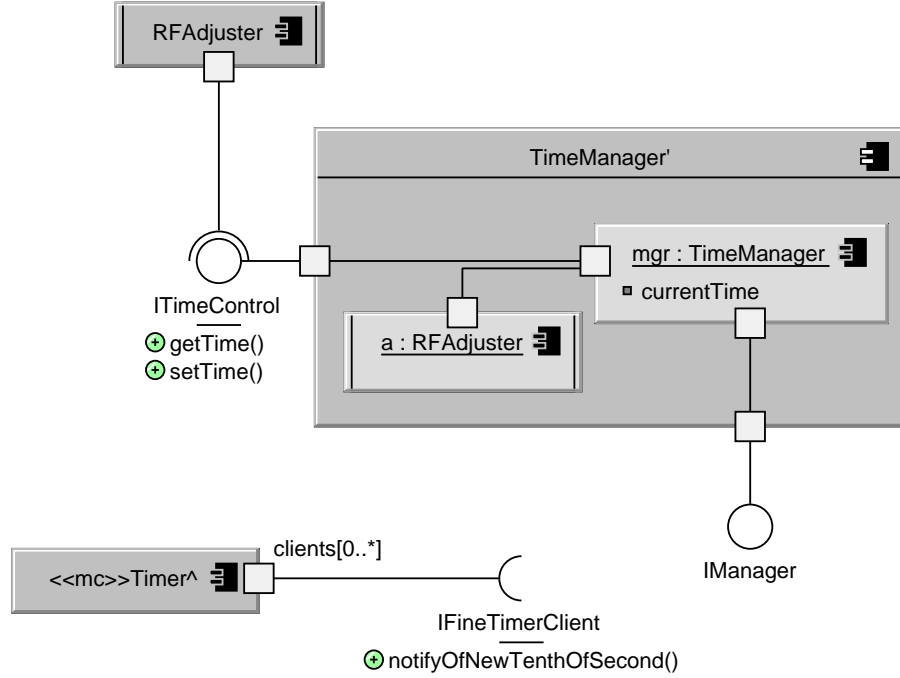 RFAdjuster
TimeManager'
mgr : TimeManager
currentTime
ITimeControl
getTime()
setTime()
a : RFAdjuster
IManager
clients[0..*]
<<mc>>Timer^
IFineTimerClient
notifyOfNewTenthOfSecond()